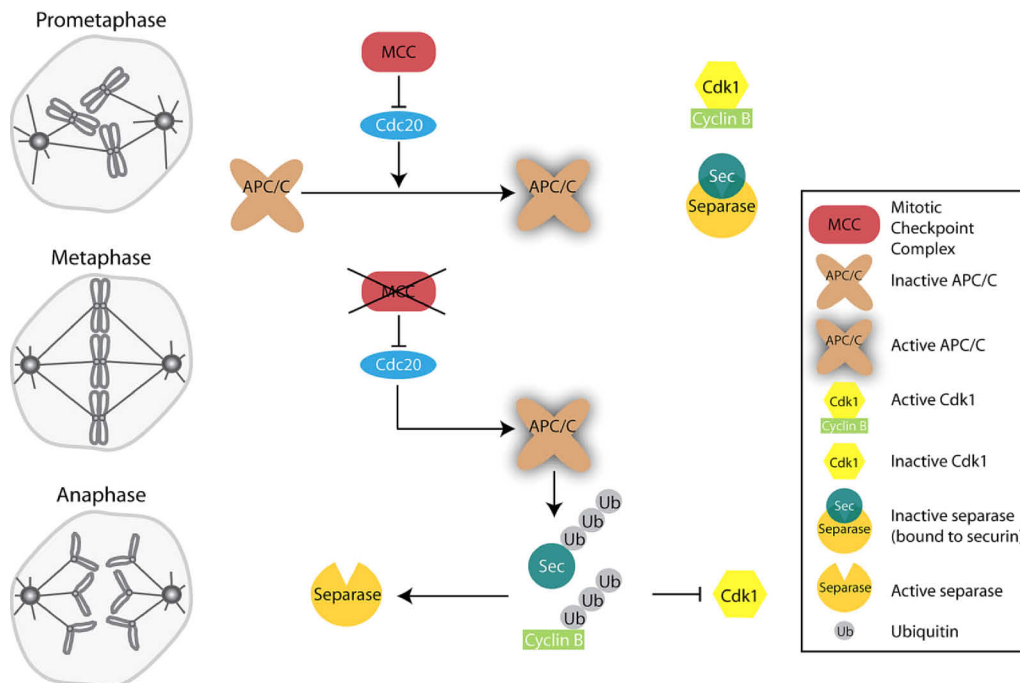 Prometaphase
MCC
Cdc20
APC/C
APC/C
Cdk1
Cyclin B
Sec
Separase
Metaphase
MCC
Cdc20
APC/C
Anaphase
Separase
Ub
Ub
Ub
Sec
Ub
Ub
Ub
Cyclin B
Cdk1
MCC
Mitotic
Checkpoint
Complex
APC/C
Inactive APC/C
APC/C
Active APC/C
Cdk1
Cyclin B
Active Cdk1
Cdk1
Inactive Cdk1
Sec
Separase
Inactive separase
(bound to securin)
Separase
Active separase
Ub
Ubiquitin